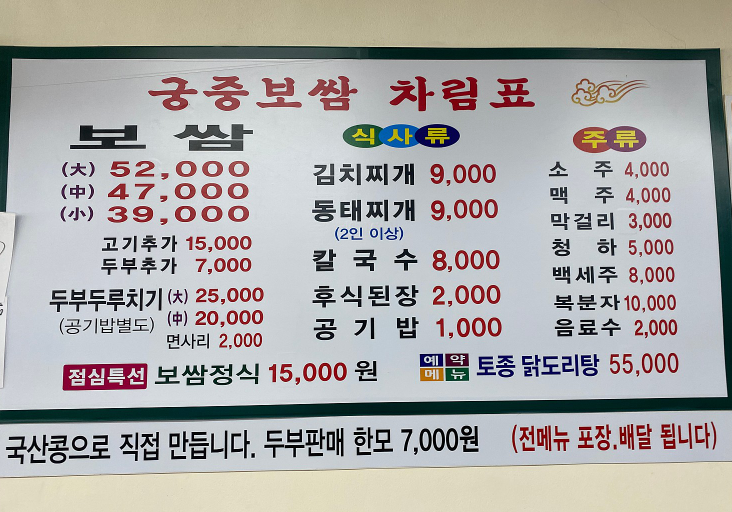 궁중보쌈 차림표
보 쌈
(大) 52,000
(中) 47,000
(小) 39,000
고기추가 15,000
두부추가 7,000
두부두루치기 (大) 25,000
(공기밥별도) (中) 20,000
면사리 2,000
식사류
김치찌개 9,000
동태찌개 9,000
(2인 이상)
칼국수 8,000
후식된장 2,000
공기밥 1,000
주류
소주 4,000
맥주 4,000
막걸리 3,000
청하 5,000
백세주 8,000
복분자 10,000
음료수 2,000
점심특선 보쌈정식 15,000 원
예약메뉴 토종 닭도리탕 55,000
국산콩으로 직접 만듭니다. 두부판매 한모 7,000원 (전메뉴 포장.배달 됩니다)